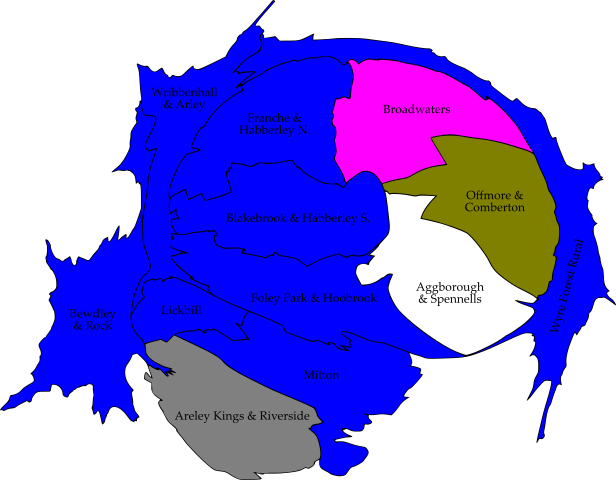 Wribbenhall
& Arley
Franche &
Habberley N.
Broadwaters
Offmore &
Comberton
Blakebrook & Habberley S.
Aggborough
& Spennells
Wyre Forest Rural
Foley Park & Hoobrook
Lickhill
Bewdley
& Rock
Mitton
Areley Kings & Riverside